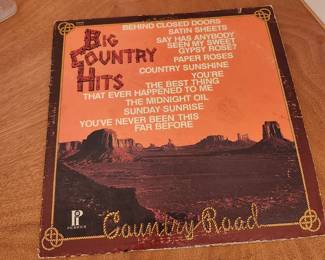 BIG
COUNTRY
HITS
BEHIND CLOSED DOORS
SATIN SHEETS
SAY HAS ANYBODY
SEEN MY SWEET
GYPSY ROSE?
PAPER ROSES
COUNTRY SUNSHINE
YOU'RE
THE BEST THING
THAT EVER HAPPENED TO ME
THE MIDNIGHT OIL
SUNDAY SUNRISE
YOU'VE NEVER BEEN THIS
FAR BEFORE
Country Road
PICKWICK